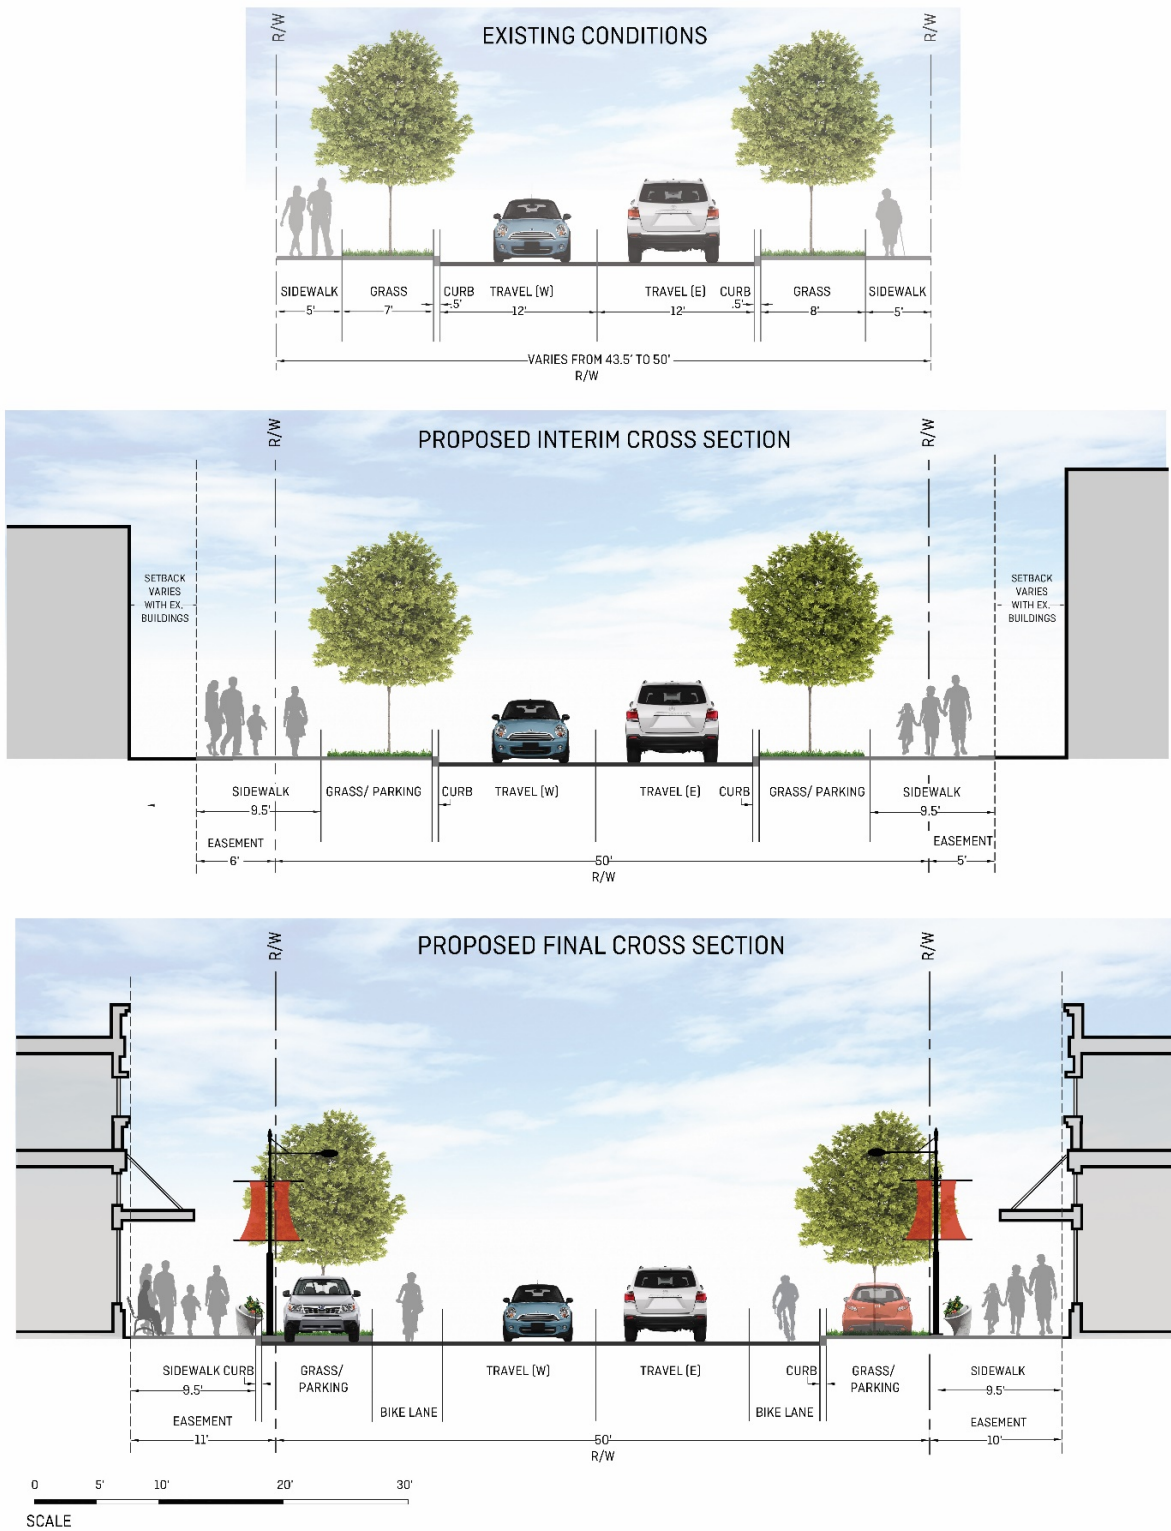 EXISTING CONDITIONS
R/W
R/W
SIDEWALK GRASS CURB TRAVEL (W) TRAVEL (E) CURB GRASS SIDEWALK
5' 7' .5' 12' 12' .5' 8' 5'
VARIES FROM 43.5' TO 50'
R/W
PROPOSED INTERIM CROSS SECTION
R/W
R/W
SETBACK
VARIES
WITH EX.
BUILDINGS
SETBACK
VARIES
WITH EX.
BUILDINGS
SIDEWALK GRASS/ PARKING CURB TRAVEL (W) TRAVEL (E) CURB GRASS/ PARKING SIDEWALK
9.5' 9.5'
EASEMENT EASEMENT
6' 50' 5'
R/W
PROPOSED FINAL CROSS SECTION
R/W
R/W
SIDEWALK CURB GRASS/ TRAVEL (W) TRAVEL (E) CURB GRASS/ SIDEWALK
9.5' PARKING PARKING 9.5'
BIKE LANE BIKE LANE
EASEMENT EASEMENT
11' 50' 10'
R/W
0 5' 10' 20' 30'
SCALE